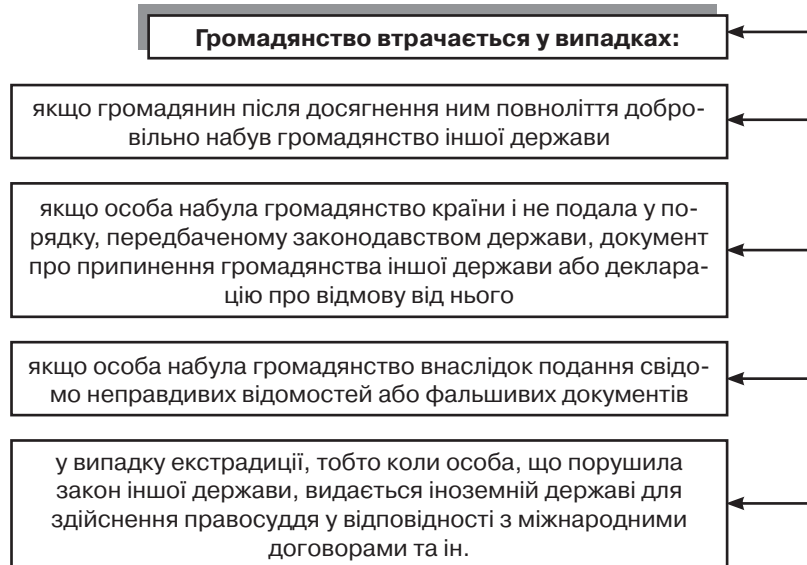 Громадянство втрачається у випадках:
якщо громадянин після досягнення ним повноліття добро-
вільно набув громадянство іншої держави
якщо особа набула громадянство країни і не подала у по-
рядку, передбаченому законодавством держави, документ
про припинення громадянства іншої держави або деклара-
цію про відмову від нього
якщо особа набула громадянство внаслідок подання свідо-
мо неправдивих відомостей або фальшивих документів
у випадку екстрадиції, тобто коли особа, що порушила
закон іншої держави, видається іноземній державі для
здійснення правосуддя у відповідності з міжнародними
договорами та ін.